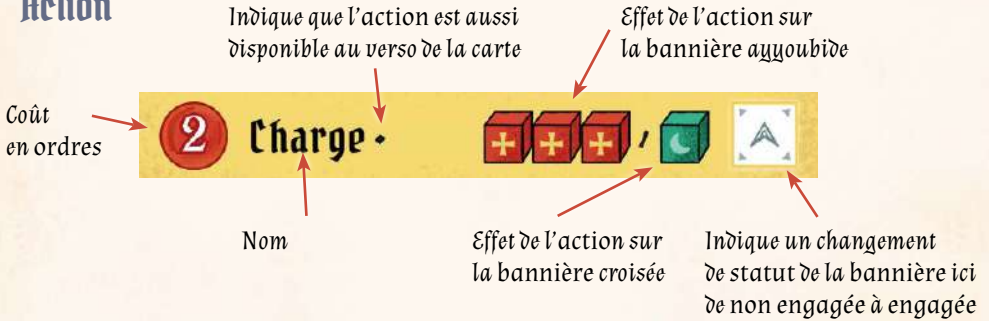 Action
Indique que l'action est aussi
disponible au verso de la carte
Effet de l'action sur
la bannière ayyoubide
Coût
en ordres
2 Charge • /
Nom
Effet de l'action sur
la bannière croisée
Indique un changement
de statut de la bannière ici
de non engagée à engagée